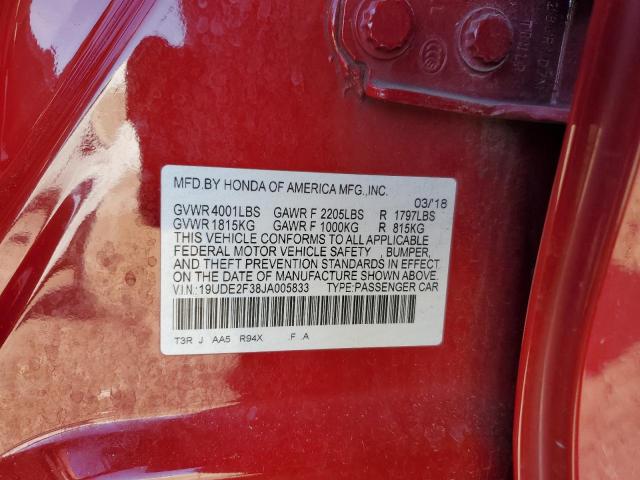 MFD.BY HONDA OF AMERICA MFG.,INC.
03/'18
GVWR 4001LBS GAWR F 2205LBS R 1797LBS
GVWR 1815KG GAWR F 1000KG R 815KG
THIS VEHICLE CONFORMS TO ALL APPLICABLE
FEDERAL MOTOR VEHICLE SAFETY , BUMPER,
AND THEFT PREVENTION STANDARDS IN EFFECT
ON THE DATE OF MANUFACTURE SHOWN ABOVE.
V.I.N.:19UDE2F38JA005833 TYPE:PASSENGER CAR
T3R J AA5 R94X .F .A